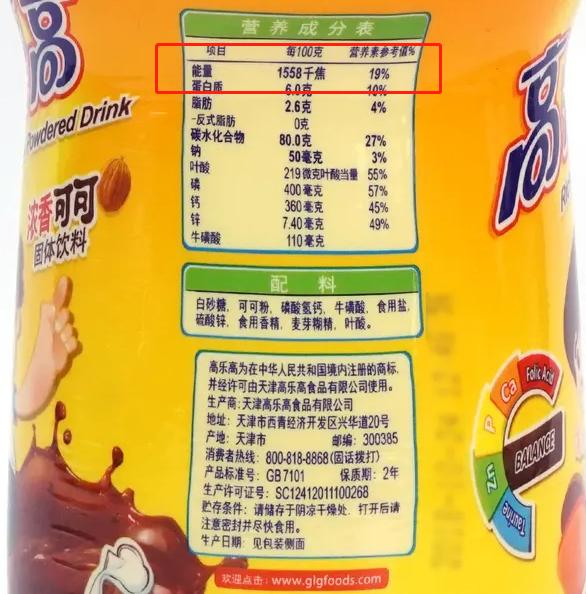 高
Powdered Drink
浓香可可
固体饮料
营养成分表
项目 每100克 营养素参考值%
能量 1558千焦 19%
蛋白质 6.0克 10%
脂肪 2.6克 4%
-反式脂肪 0克
碳水化合物 80.0克 27%
钠 50毫克 3%
叶酸 219微克叶酸当量 55%
磷 400毫克 57%
钙 360毫克 45%
锌 7.40毫克 49%
牛磺酸 110毫克
配料
白砂糖, 可可粉, 磷酸氢钙, 牛磺酸, 食用盐,
硫酸锌, 食用香精, 麦芽糊精, 叶酸。
高乐高为在中华人民共和国境内注册的商标,
并经许可由天津高乐高食品有限公司使用。
生产商: 天津高乐高食品有限公司
地址: 天津市西青经济开发区兴华道20号
产地: 天津市 邮编: 300385
消费者热线: 800-818-8868(固话拨打)
产品标准号: GB7101 保质期: 2年
生产许可证号: SC12412011100268
贮存条件: 请储存于阴凉干燥处, 打开后请
注意密封并尽快食用。
生产日期: 见包装侧面
欢迎点击: www.glgfoods.com
高
Ri
Folic Acid
Ca
P
Zn
Taurine
BALANCE